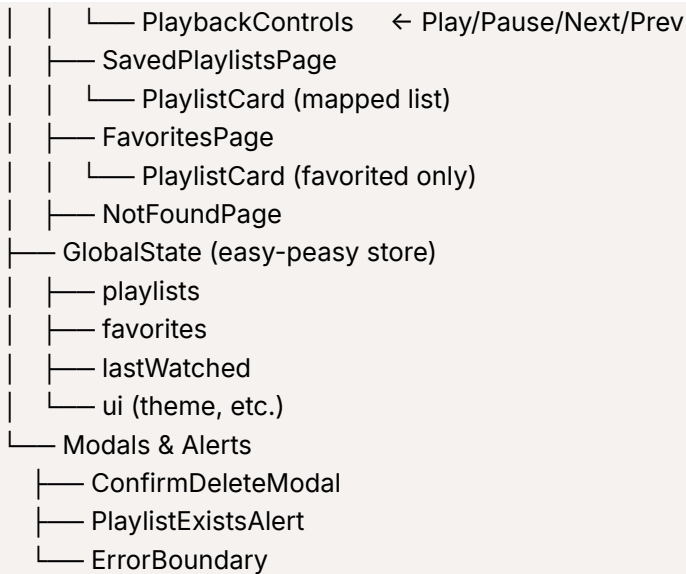 │   │   └── PlaybackControls   ← Play/Pause/Next/Prev
│   ├── SavedPlaylistsPage
│   │   └── PlaylistCard (mapped list)
│   ├── FavoritesPage
│   │   └── PlaylistCard (favorited only)
│   ├── NotFoundPage
├── GlobalState (easy-peasy store)
│   ├── playlists
│   ├── favorites
│   ├── lastWatched
│   └── ui (theme, etc.)
└── Modals & Alerts
    ├── ConfirmDeleteModal
    ├── PlaylistExistsAlert
    └── ErrorBoundary